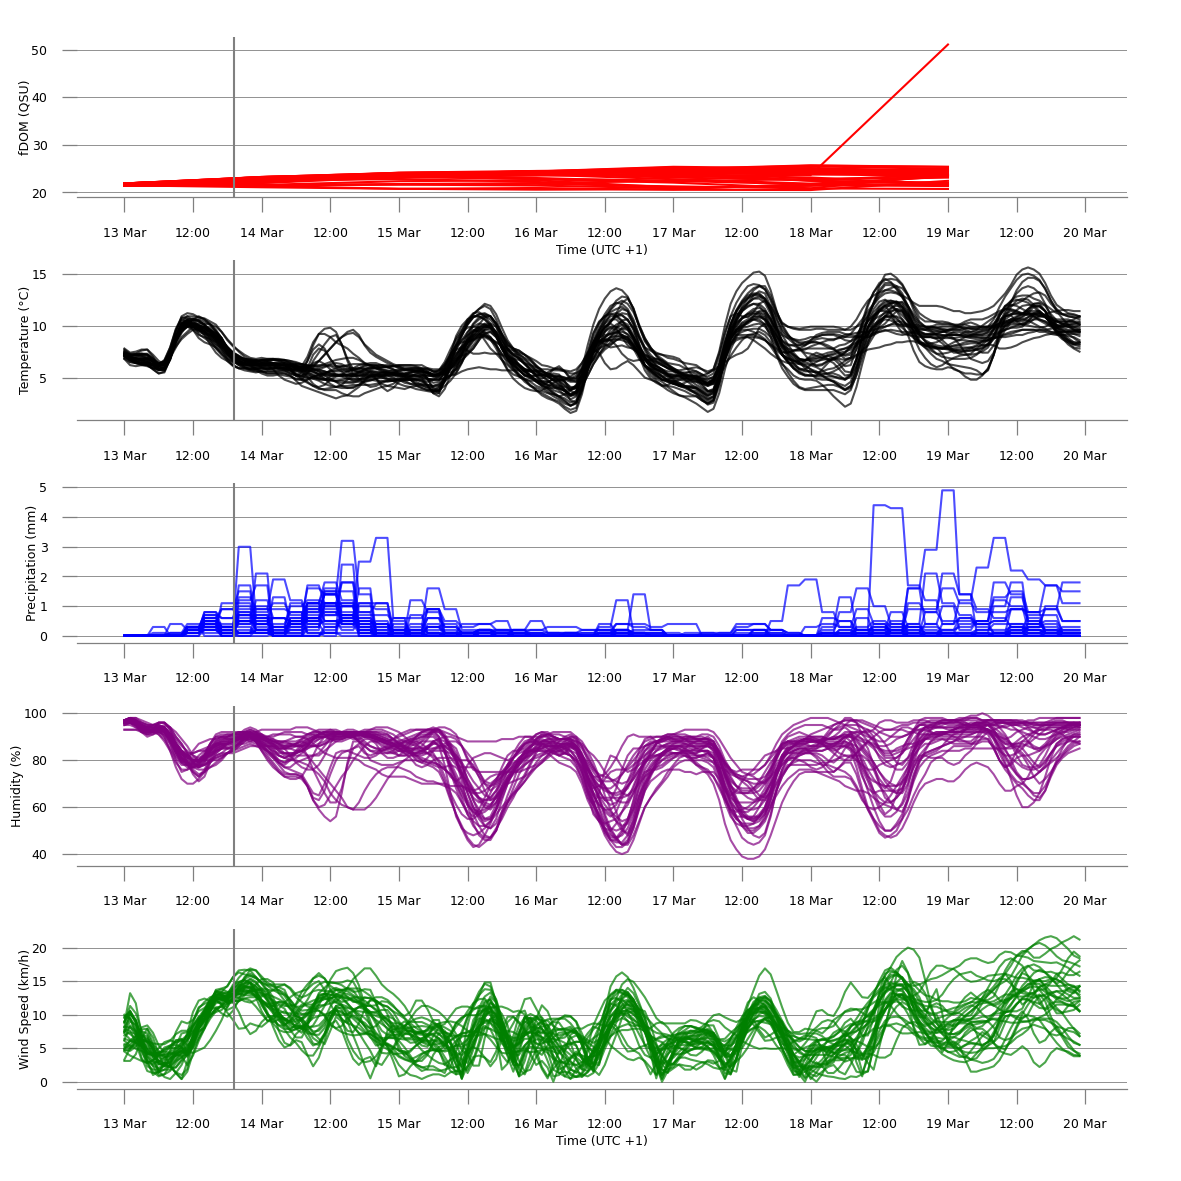 fDOM (QSU)
50
40
30
20
13 Mar 12:00 14 Mar 12:00 15 Mar 12:00 16 Mar 12:00 17 Mar 12:00 18 Mar 12:00 19 Mar 12:00 20 Mar
Time (UTC +1)
Temperature (°C)
15
10
5
13 Mar 12:00 14 Mar 12:00 15 Mar 12:00 16 Mar 12:00 17 Mar 12:00 18 Mar 12:00 19 Mar 12:00 20 Mar
Precipitation (mm)
5
4
3
2
1
0
13 Mar 12:00 14 Mar 12:00 15 Mar 12:00 16 Mar 12:00 17 Mar 12:00 18 Mar 12:00 19 Mar 12:00 20 Mar
Humidity (%)
100
80
60
40
13 Mar 12:00 14 Mar 12:00 15 Mar 12:00 16 Mar 12:00 17 Mar 12:00 18 Mar 12:00 19 Mar 12:00 20 Mar
Wind Speed (km/h)
20
15
10
5
0
13 Mar 12:00 14 Mar 12:00 15 Mar 12:00 16 Mar 12:00 17 Mar 12:00 18 Mar 12:00 19 Mar 12:00 20 Mar
Time (UTC +1)